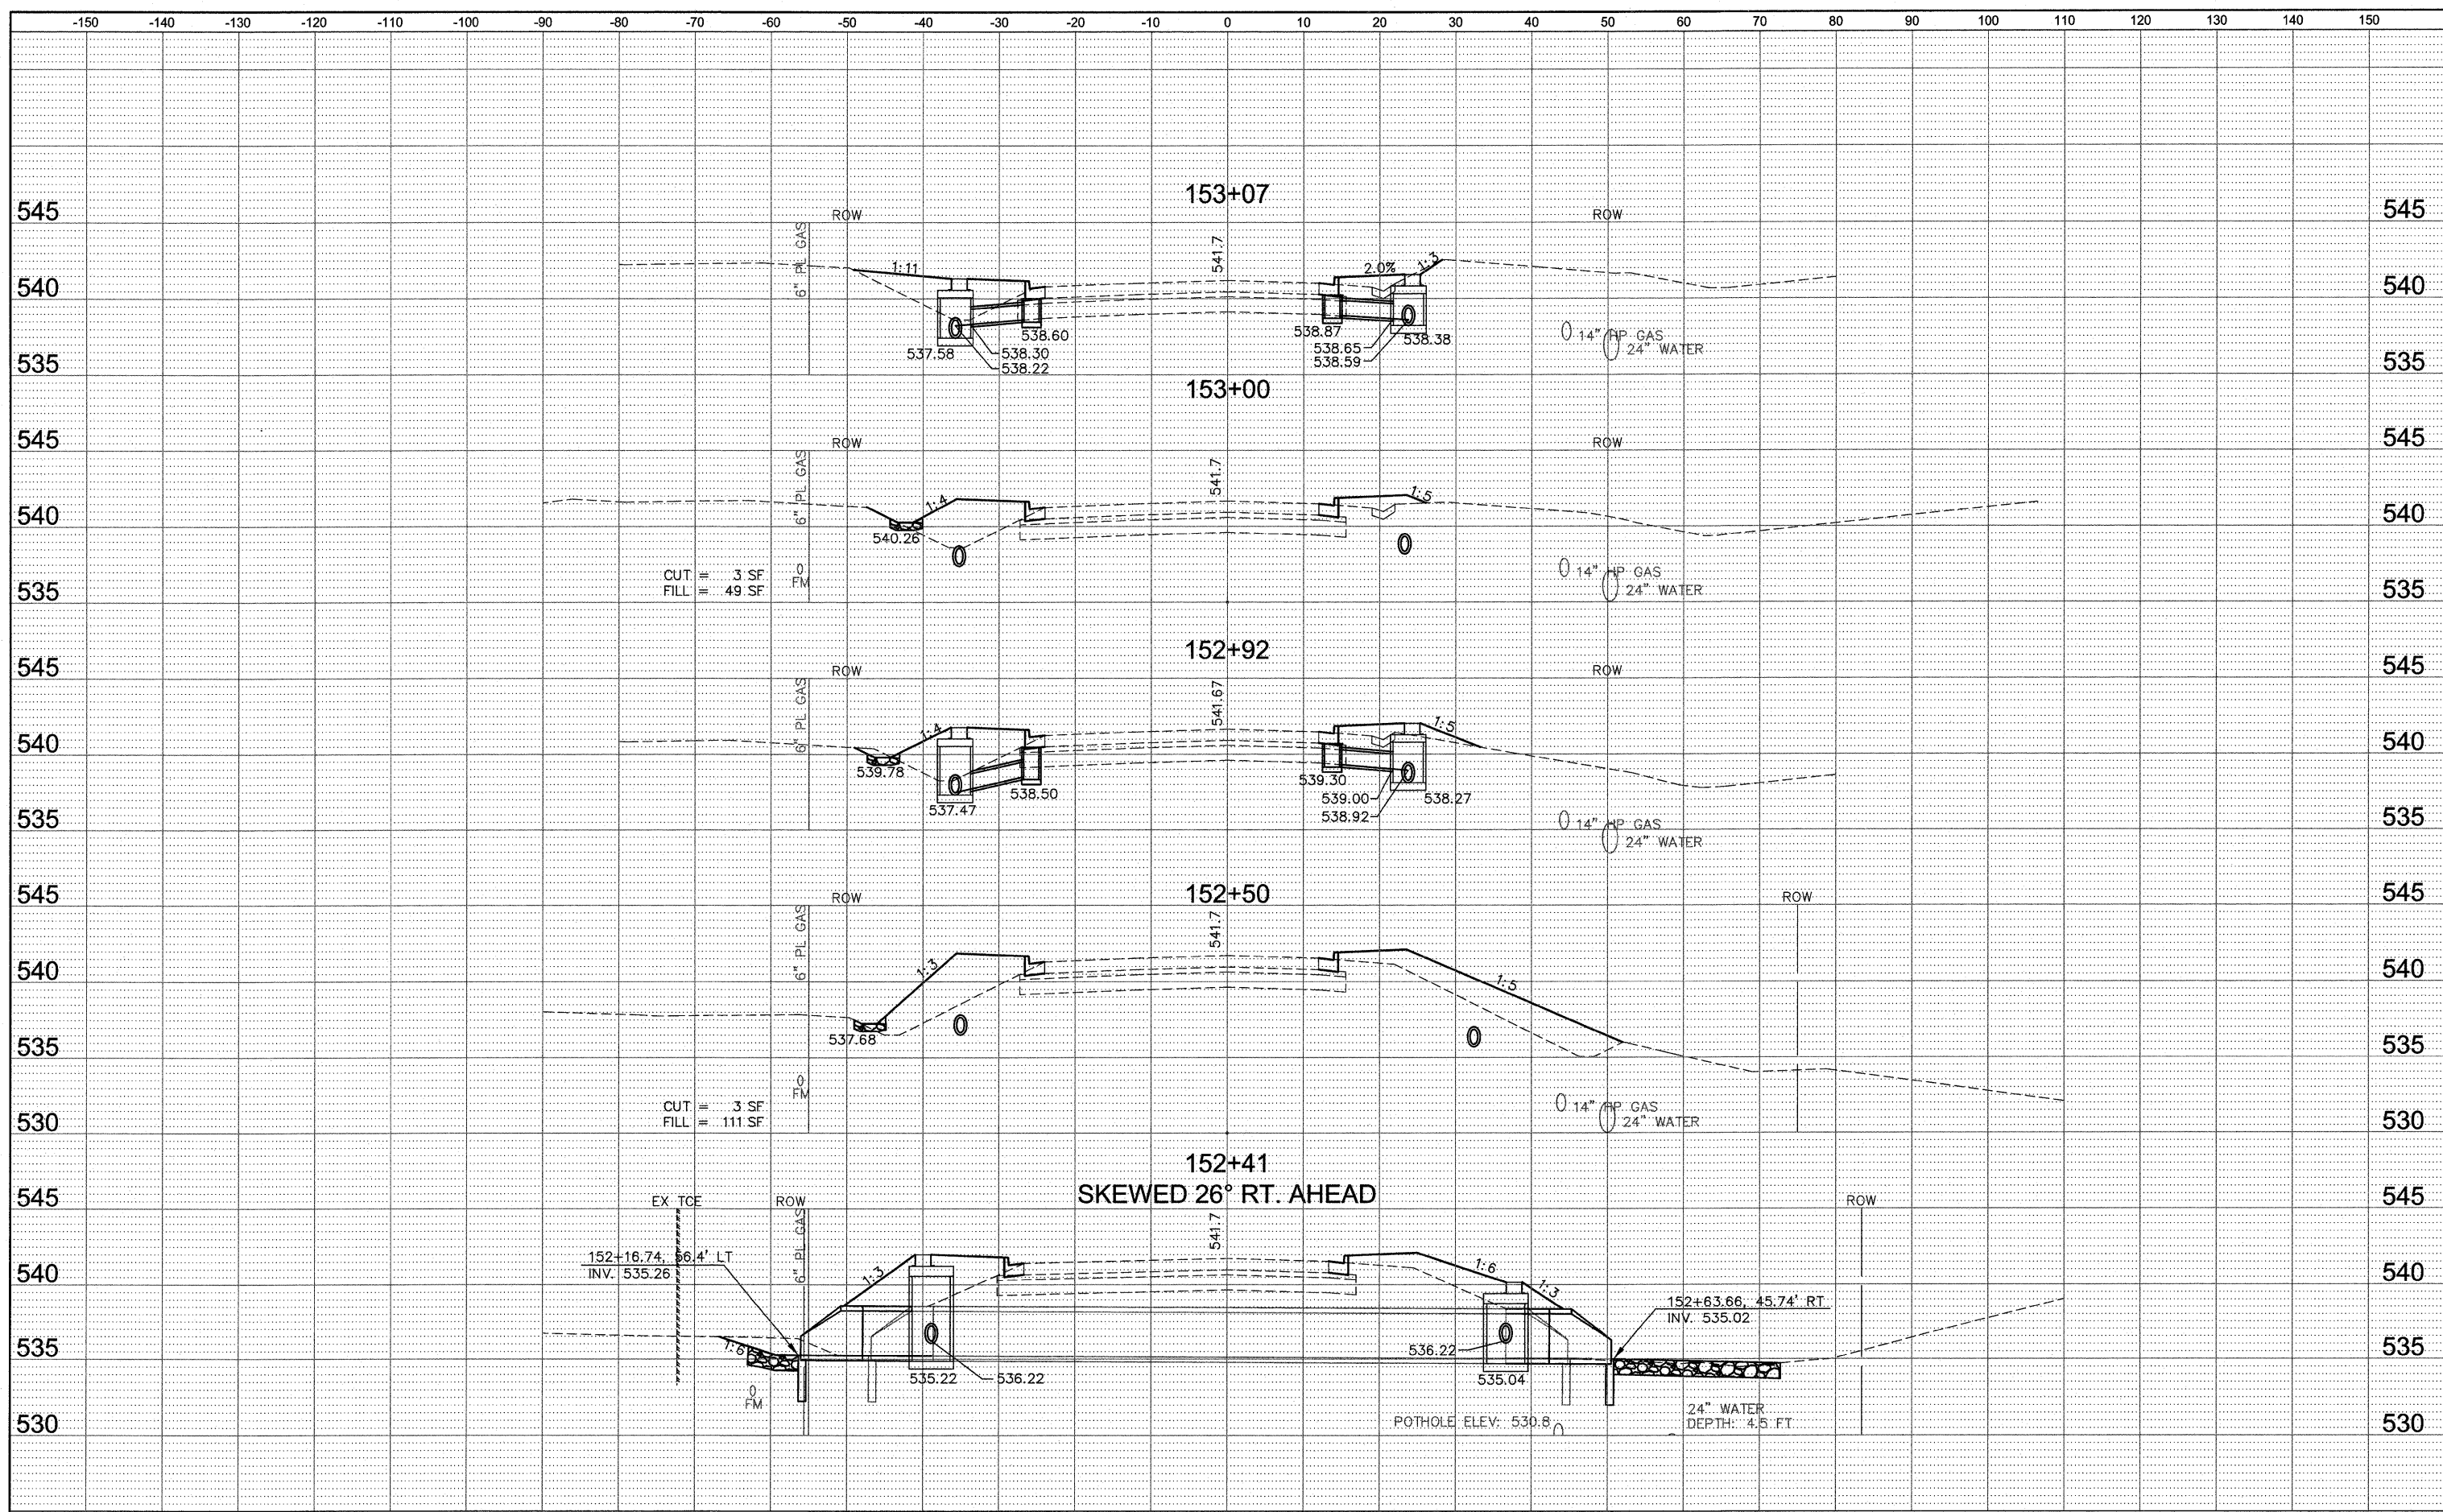 -150 -140 -130 -120 -110 -100 -90 -80 -70 -60 -50 -40 -30 -20 -10 0 10 20 30 40 50 60 70 80 90 100 110 120 130 140 150
153+07
545 ROW ROW 545
6" PL GAS
541.7
1:11
2.0%
1:3
540 540
538.60
538.87
14" HP GAS
537.58
538.30
538.65
538.38
24" WATER
538.22
538.59
535 535
153+00
545 ROW ROW 545
6" PL GAS
541.7
1:4
1:5
540 540
540.26
0
FM
14" HP GAS
CUT = 3 SF
FILL = 49 SF
24" WATER
535 535
152+92
545 ROW ROW 545
6" PL GAS
541.67
1:4
1:5
540 540
539.78
538.50
539.30
537.47
539.00
538.27
538.92
535 535
14" HP GAS
24" WATER
152+50
545 ROW ROW 545
6" PL GAS
541.7
1:3
1:5
540 540
537.68
535 535
0
FM
CUT = 3 SF
FILL = 111 SF
14" HP GAS
24" WATER
530 530
152+41
SKEWED 26° RT. AHEAD
545 EX TCE ROW ROW 545
6" PL GAS
541.7
152+16.74, 56.4' LT
INV. 535.26
1:3
1:6
1:3
540 540
152+63.66, 45.74' RT
INV. 535.02
1:6
535 535
536.22
535.22
536.22
535.04
0
FM
24" WATER
DEPTH: 4.5 FT
POTHOLE ELEV: 530.8
530 530